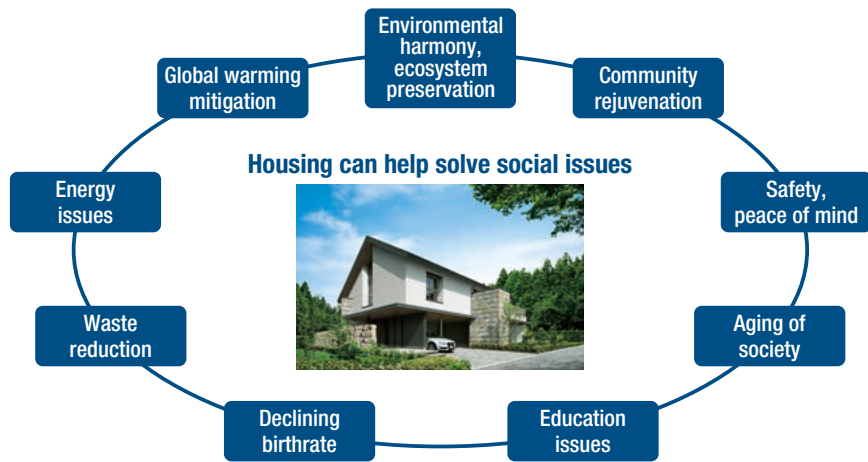 Environmental
harmony,
ecosystem
preservation
Global warming
mitigation
Community
rejuvenation
Housing can help solve social issues
Energy
issues
Safety,
peace of mind
Waste
reduction
Aging of
society
Declining
birthrate
Education
issues